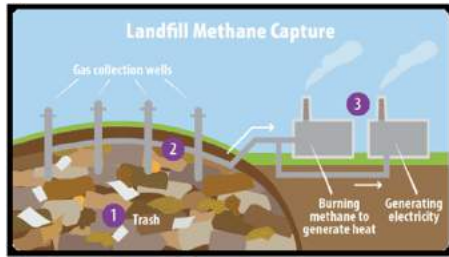 Landfill Methane Capture
Gas collection wells
3
2
1 Trash
Burning
methane to
generate heat
Generating
electricity